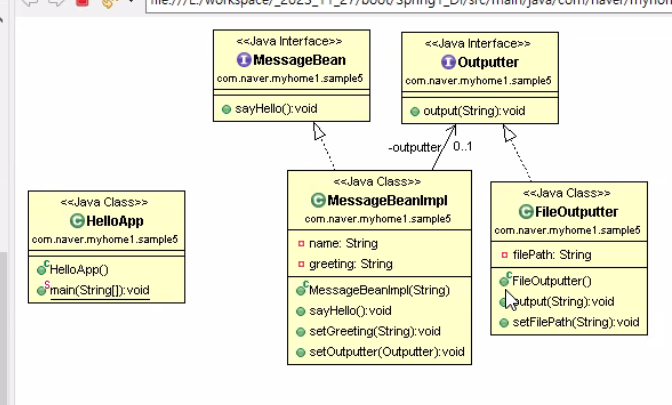 file:///E:/workspace/_2023_11_27/boot/Spring1_DI/src/main/java/com/naver/myhom
<<Java Interface>>
MessageBean
com.naver.myhome1.sample5
sayHello():void
<<Java Interface>>
Outputter
com.naver.myhome1.sample5
output(String):void
-outputter
0..1
<<Java Class>>
HelloApp
com.naver.myhome1.sample5
HelloApp()
main(String[]):void
<<Java Class>>
MessageBeanImpl
com.naver.myhome1.sample5
name: String
greeting: String
MessageBeanImpl(String)
sayHello():void
setGreeting(String):void
setOutputter(Outputter):void
<<Java Class>>
FileOutputter
com.naver.myhome1.sample5
filePath: String
FileOutputter()
output(String):void
setFilePath(String):void